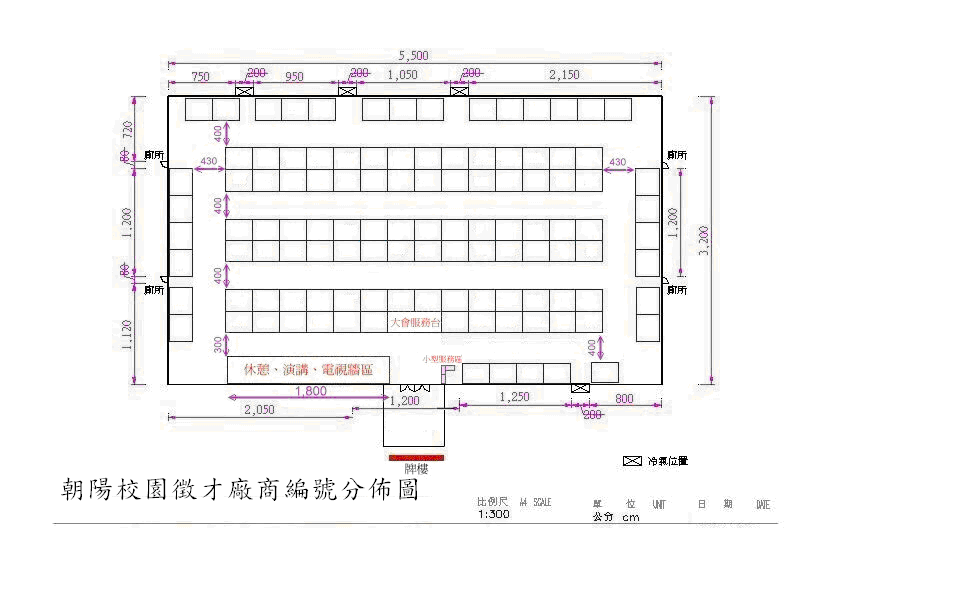 5,500
750 200 950 200 1,050 200 2,150
720
400
廁所
廁所
80
430
430
400
1,200
1,200
3,200
80
400
廁所
廁所
大會服務台
1,120
300
400
小型服務區
休憩、演講、電視牆區
1,800
1,200
1,250
800
2,050
200
牌樓
冷氣位置
朝陽校園徵才廠商編號分佈圖
比例尺 A4 SCALE
單 位 UNIT
日 期 DATE
1:300
公分 cm